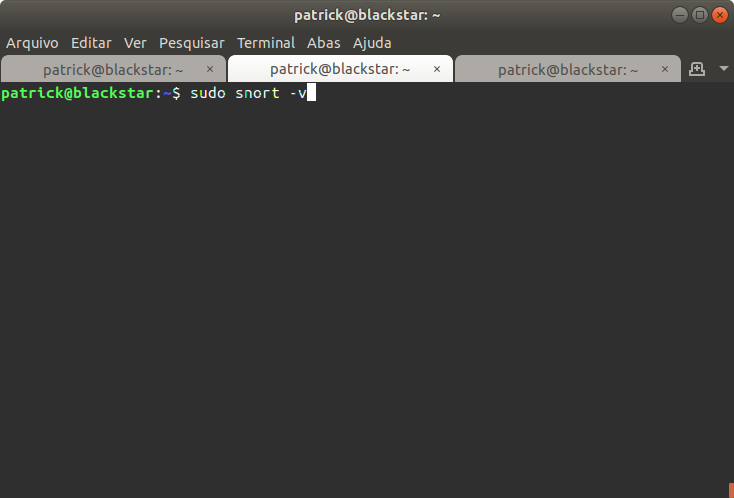 patrick@blackstar: ~
Arquivo Editar Ver Pesquisar Terminal Abas Ajuda
patrick@blackstar: ~ × patrick@blackstar: ~ × patrick@blackstar: ~ ×
patrick@blackstar:~$ sudo snort -v